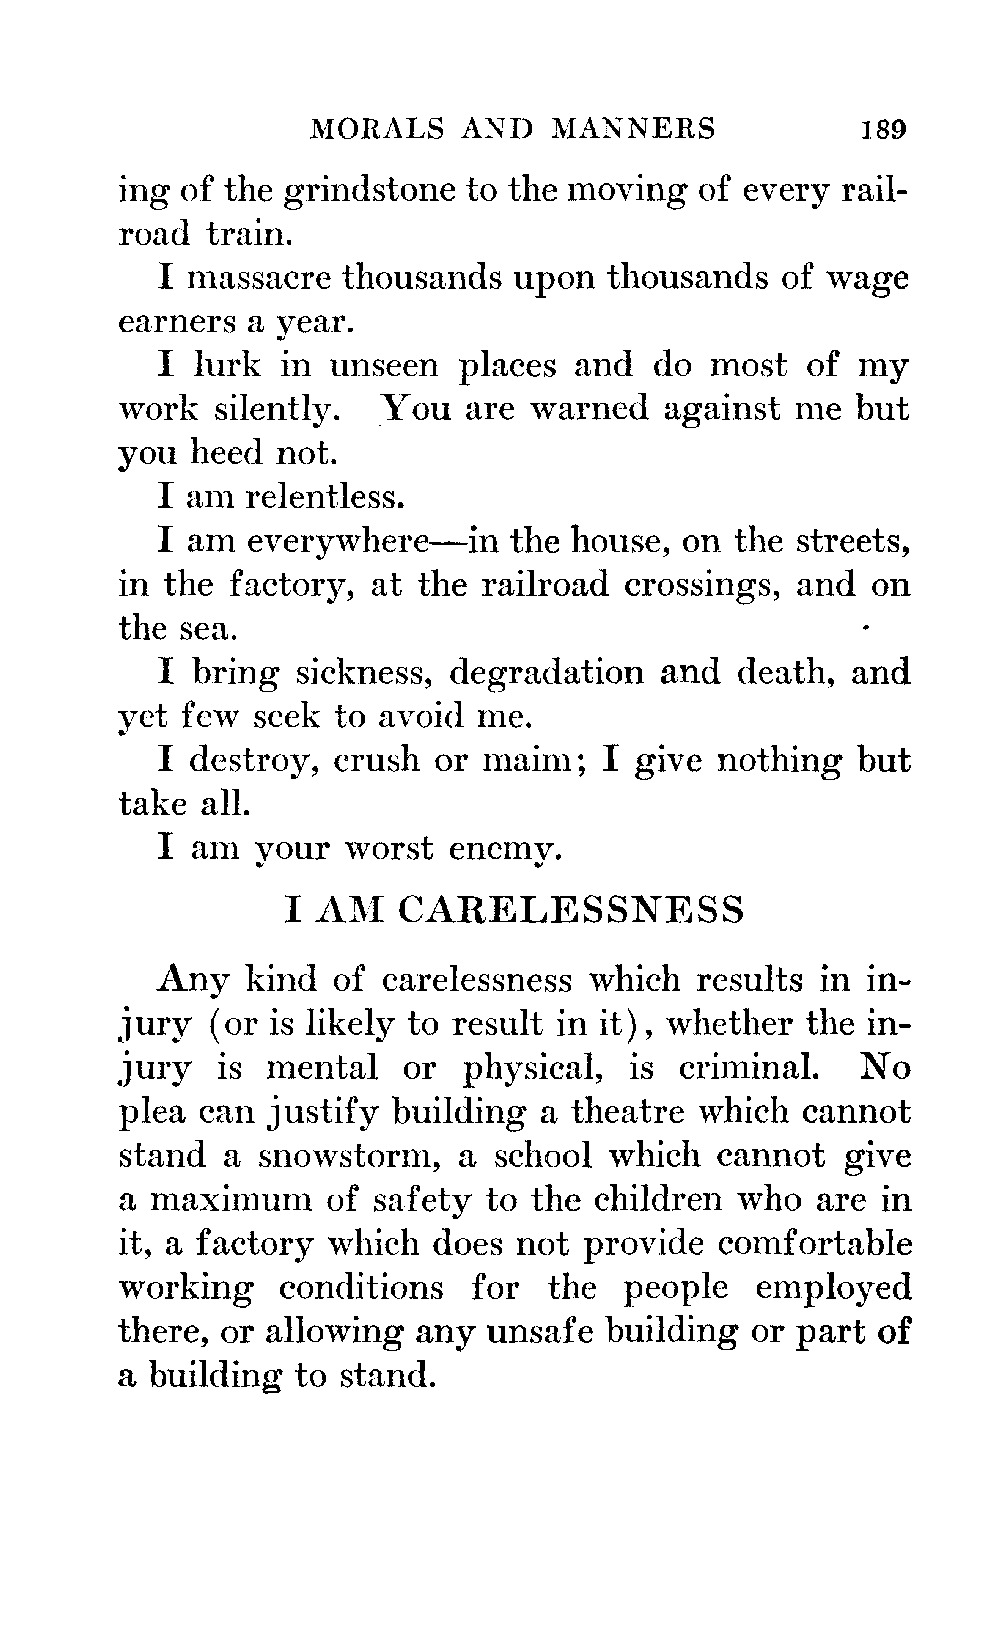 MORALS AND MANNERS 189
ing of the grindstone to the moving of every rail-
road train.
I massacre thousands upon thousands of wage
earners a year.
I lurk in unseen places and do most of my
work silently. You are warned against me but
you heed not.
I am relentless.
I am everywhere—in the house, on the streets,
in the factory, at the railroad crossings, and on
the sea.
I bring sickness, degradation and death, and
yet few seek to avoid me.
I destroy, crush or maim; I give nothing but
take all.
I am your worst enemy.
I AM CARELESSNESS
Any kind of carelessness which results in in-
jury (or is likely to result in it), whether the in-
jury is mental or physical, is criminal. No
plea can justify building a theatre which cannot
stand a snowstorm, a school which cannot give
a maximum of safety to the children who are in
it, a factory which does not provide comfortable
working conditions for the people employed
there, or allowing any unsafe building or part of
a building to stand.